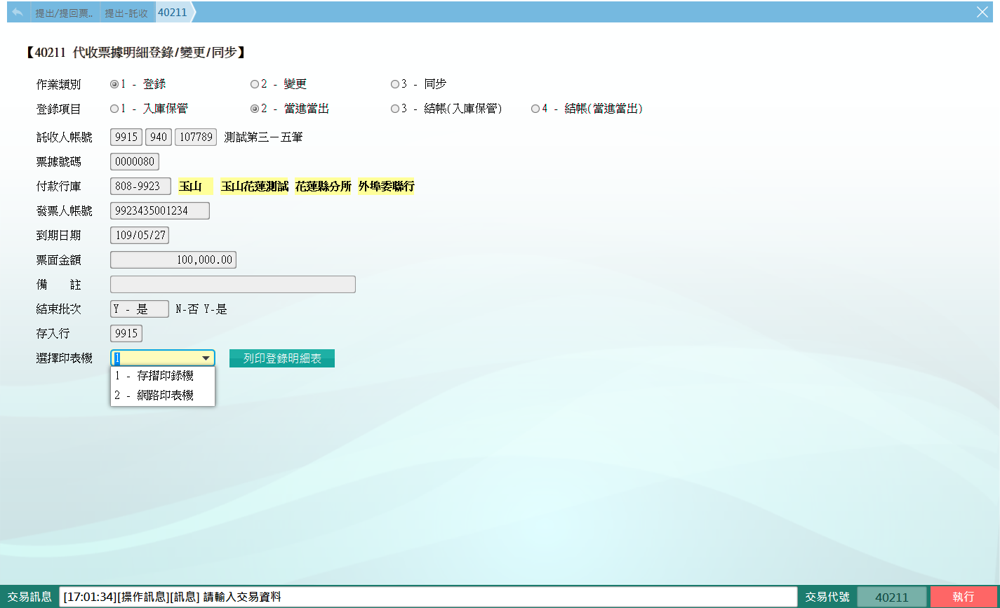 提出/提回票.. 提出-託收 40211
【40211 代收票據明細登錄/變更/同步】
作業類別 1 - 登錄 2 - 變更 3 - 同步
登錄項目 1 - 入庫保管 2 - 當進當出 3 - 結帳(入庫保管) 4 - 結帳(當進當出)
託收人帳號 9915 940 107789 測試第三－五筆
票據號碼 0000080
付款行庫 808-9923 玉山 玉山花蓮測試 花蓮縣分所 外埠委聯行
發票人帳號 9923435001234
到期日期 109/05/27
票面金額 100,000.00
備 註
結束批次 Y - 是 N-否 Y-是
存入行 9915
選擇印表機 1 列印登錄明細表
1 - 存摺印錄機
2 - 網路印表機
交易訊息 [17:01:34][操作訊息][訊息] 請輸入交易資料 交易代號 40211 執行